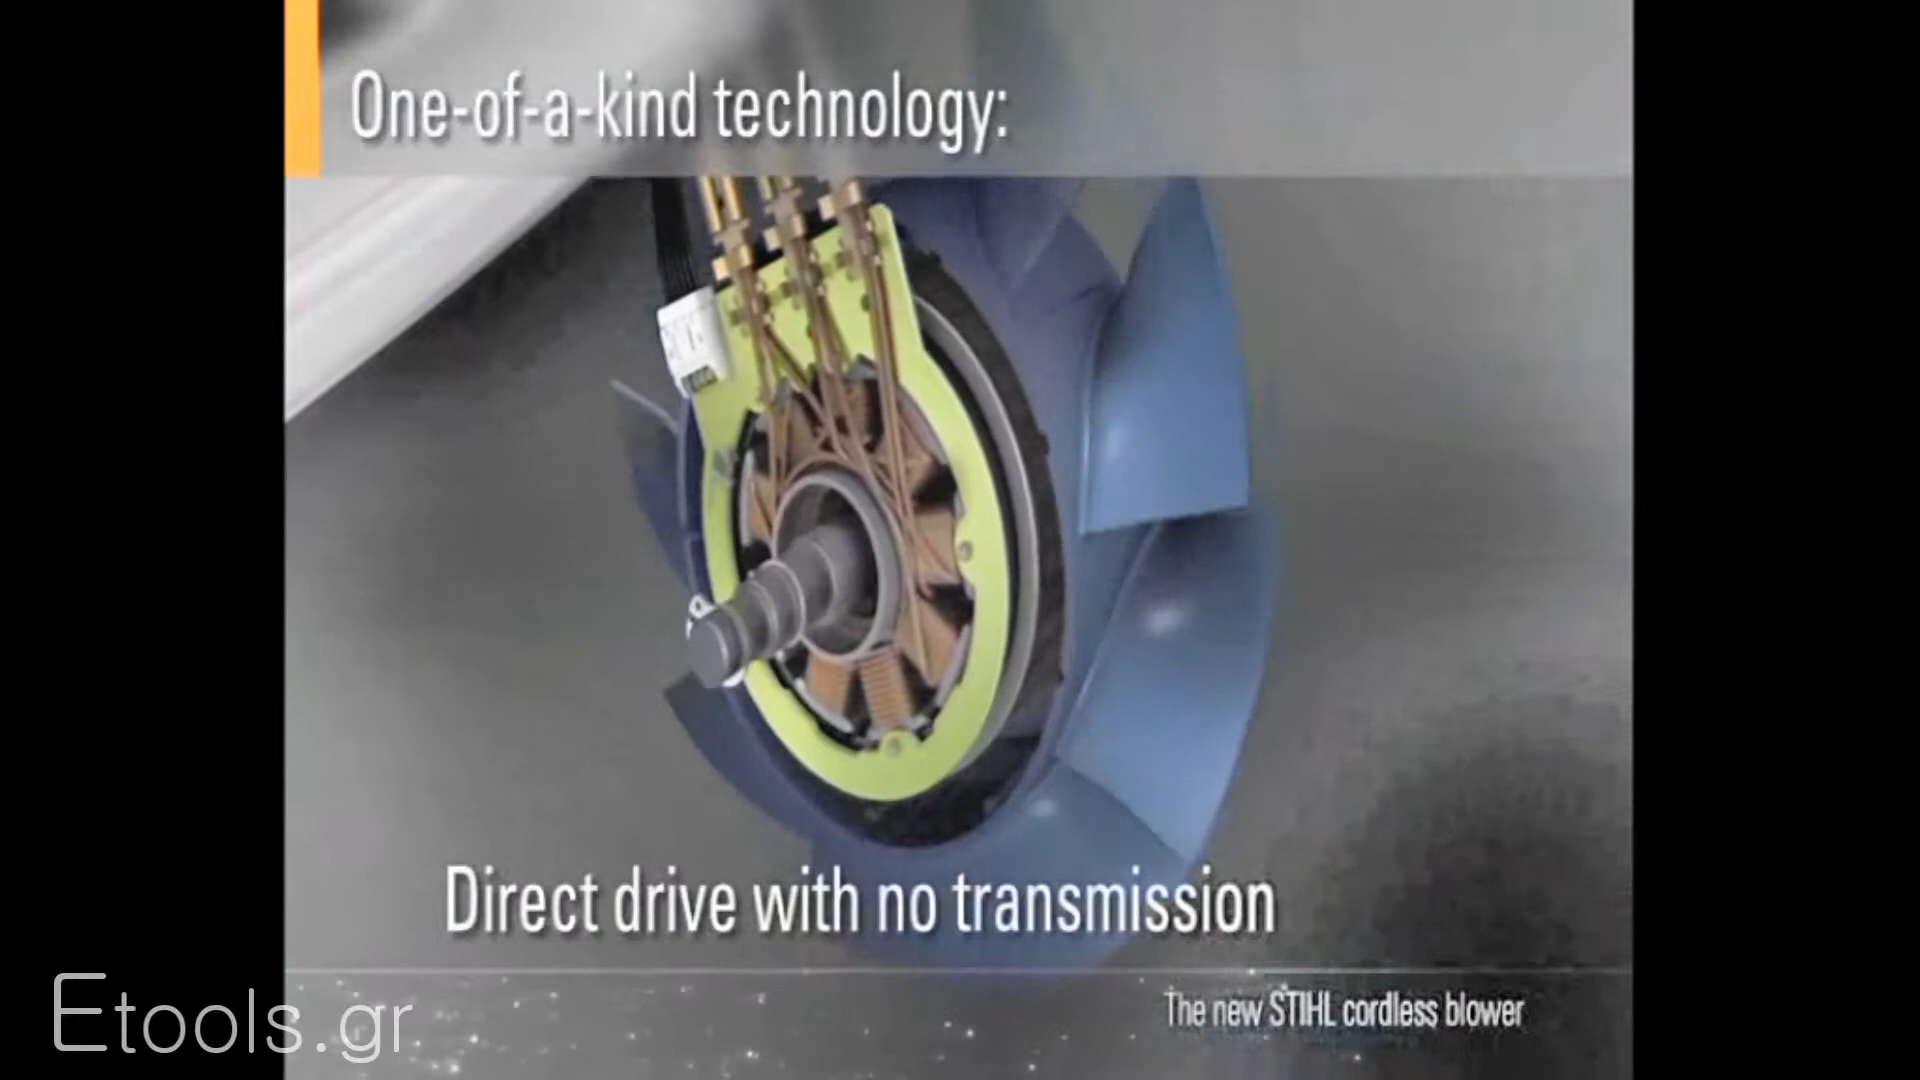 One-of-a-kind technology:
Direct drive with no transmission
The new STIHL cordless blower
Etools.gr